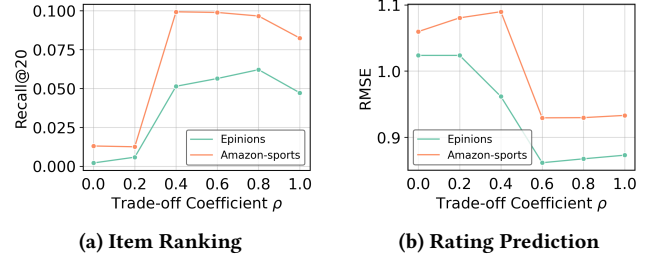 0.100
0.075
0.050
0.025
0.000
Recall@20
Epinions
Amazon-sports
0.0 0.2 0.4 0.6 0.8 1.0
Trade-off Coefficient ρ
(a) Item Ranking
1.1
1.0
0.9
RMSE
Epinions
Amazon-sports
0.0 0.2 0.4 0.6 0.8 1.0
Trade-off Coefficient ρ
(b) Rating Prediction